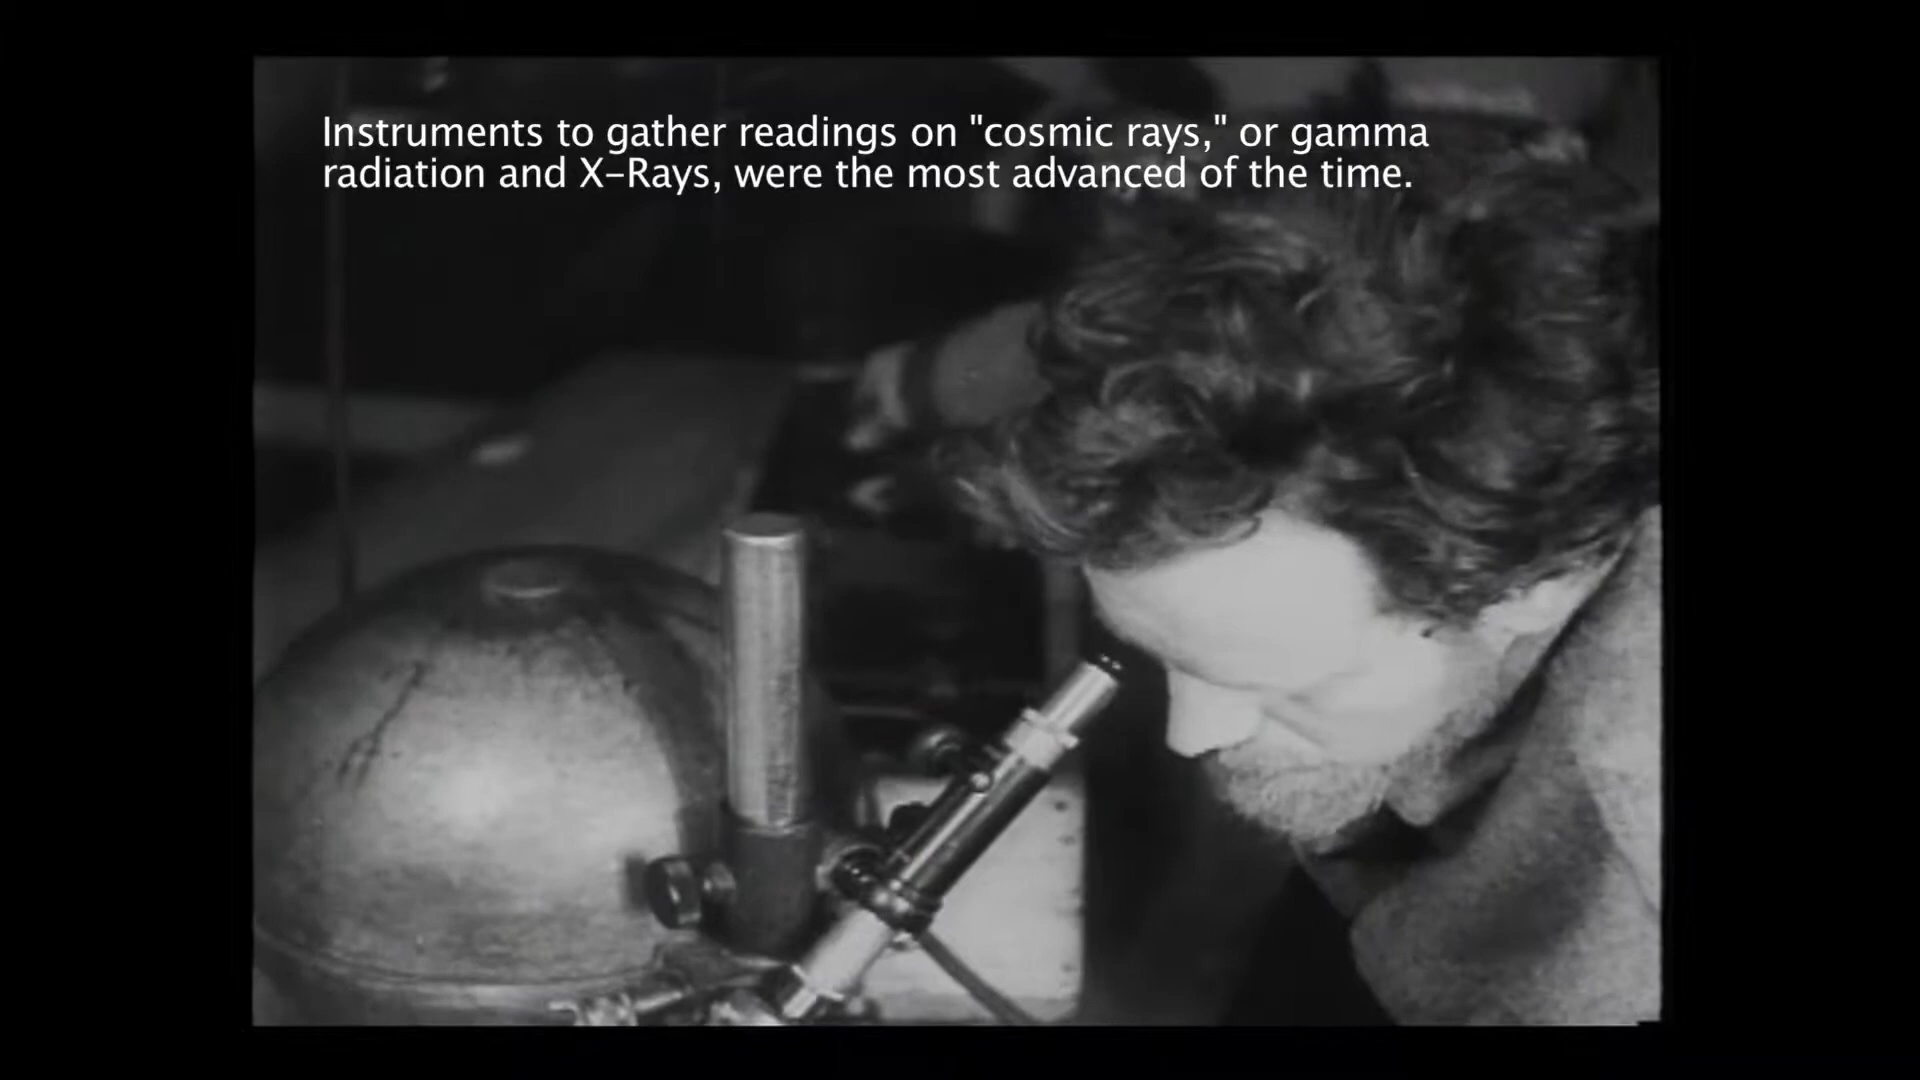 Instruments to gather readings on "cosmic rays," or gamma
radiation and X-Rays, were the most advanced of the time.